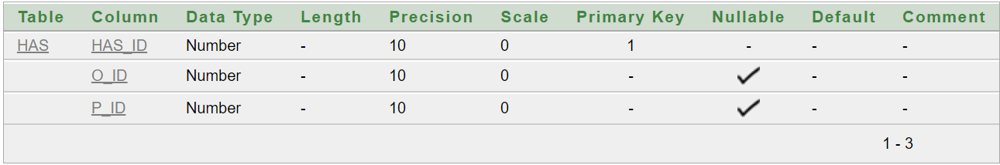 Table Column Data Type Length Precision Scale Primary Key Nullable Default Comment
HAS HAS_ID Number - 10 0 1 - - -
O_ID Number - 10 0 - ✓ - -
P_ID Number - 10 0 - ✓ - -
1 - 3